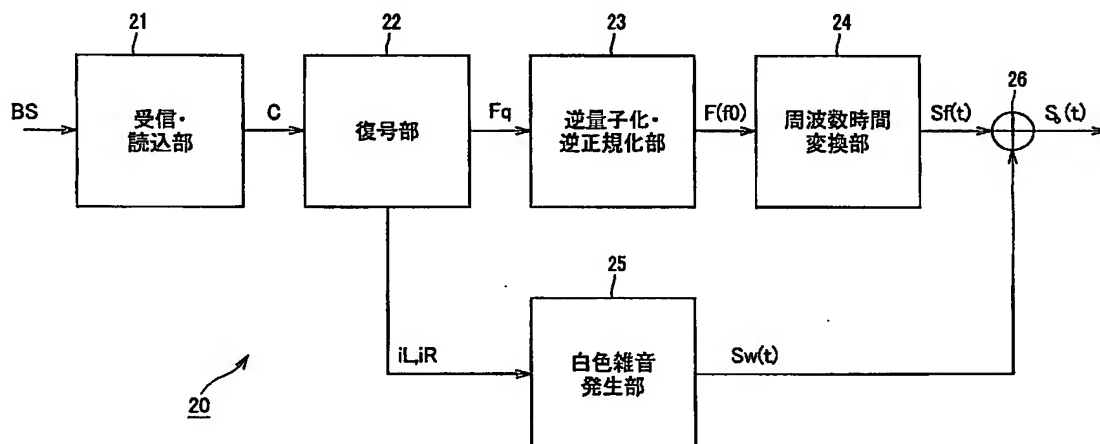 21
22
23
24
26
BS
受信・
読込部
C
復号部
Fq
逆量子化・
逆正規化部
F(f0)
周波数時間
変換部
Sf(t)
So(t)
25
iL,iR
白色雑音
発生部
Sw(t)
20